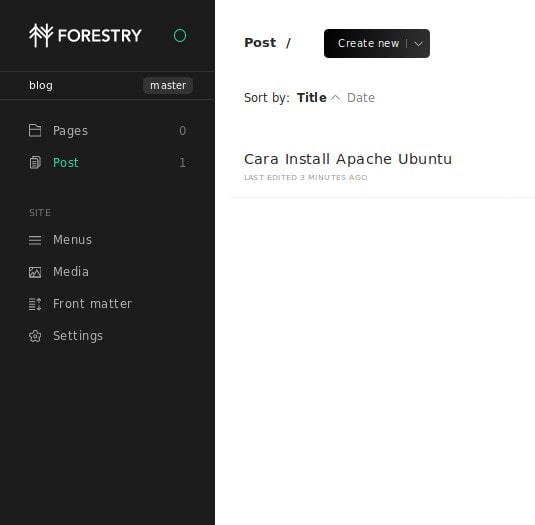 FORESTRY
blog master
Pages 0
Post 1
SITE
Menus
Media
Front matter
Settings
Post / Create new
Sort by: Title Date
Cara Install Apache Ubuntu
LAST EDITED 3 MINUTES AGO